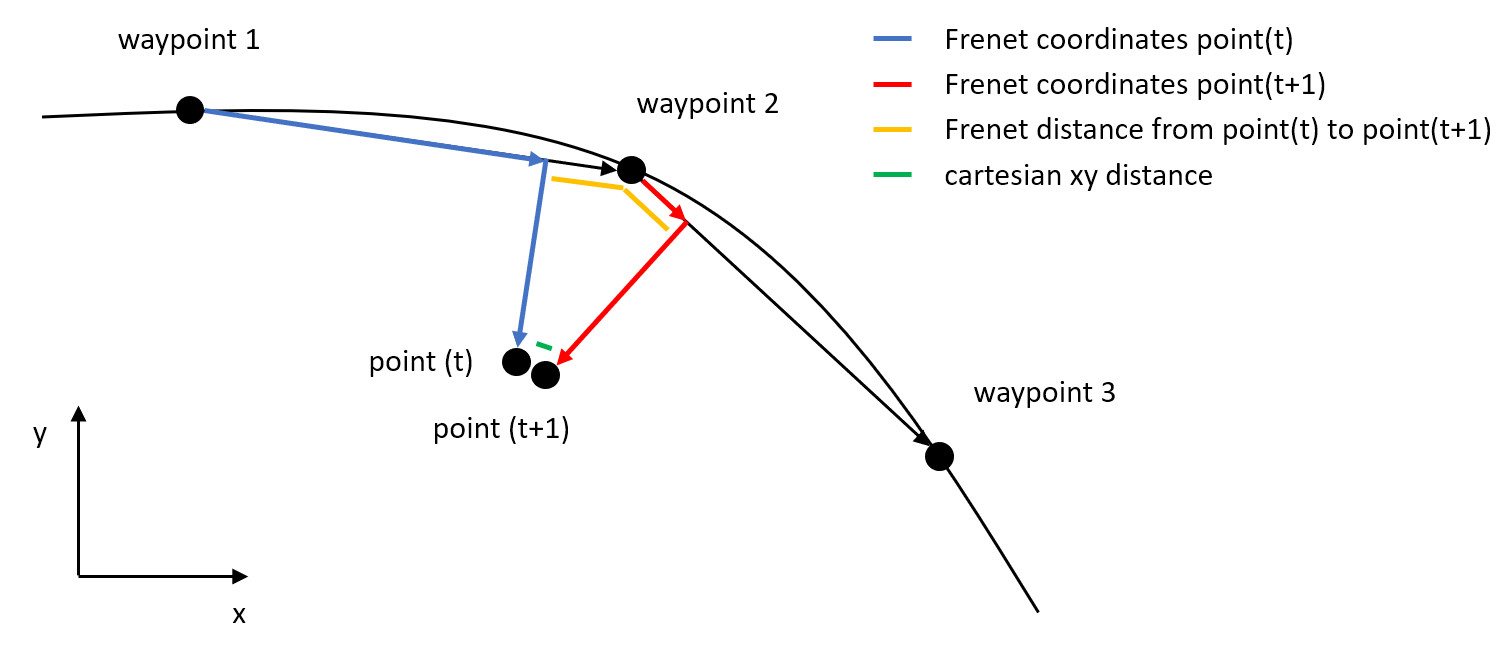 waypoint 1
Frenet coordinates point(t)
Frenet coordinates point(t+1)
waypoint 2
Frenet distance from point(t) to point(t+1)
cartesian xy distance
point (t)
waypoint 3
point (t+1)
y
x